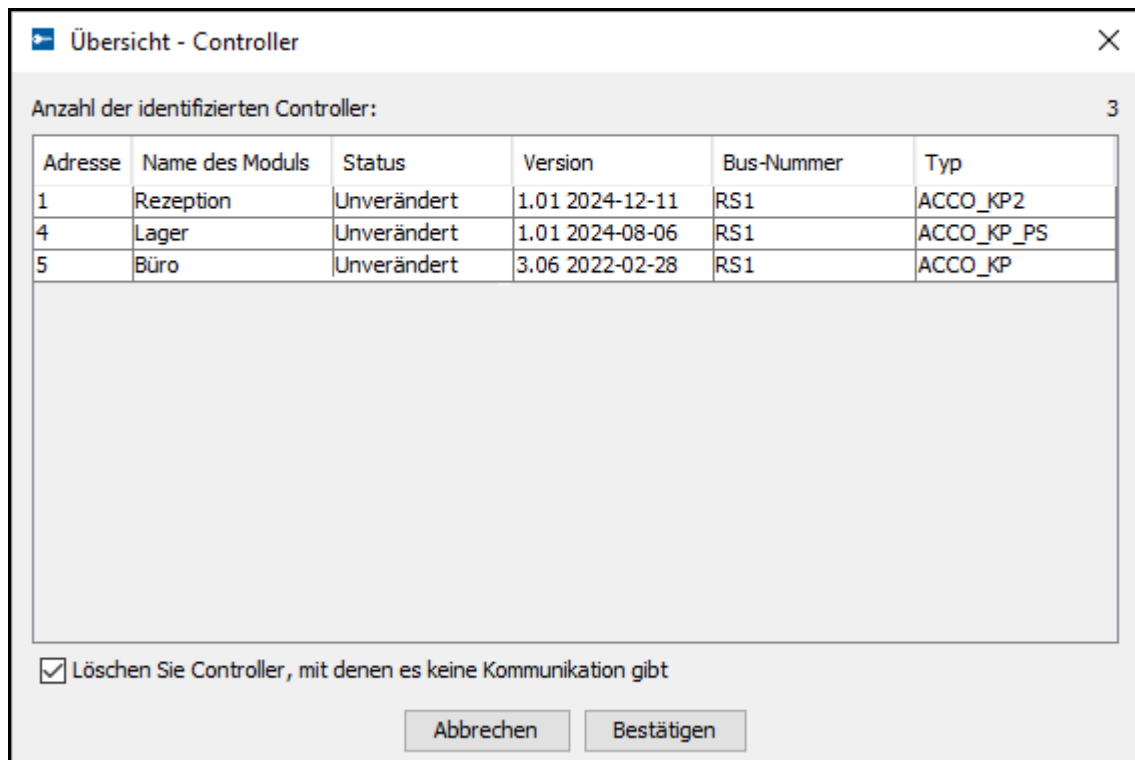 Übersicht - Controller
Anzahl der identifizierten Controller: 3
Adresse Name des Moduls Status Version Bus-Nummer Typ
1 Rezeption Unverändert 1.01 2024-12-11 RS1 ACCO_KP2
4 Lager Unverändert 1.01 2024-08-06 RS1 ACCO_KP_PS
5 Büro Unverändert 3.06 2022-02-28 RS1 ACCO_KP
Löschen Sie Controller, mit denen es keine Kommunikation gibt
Abbrechen Bestätigen